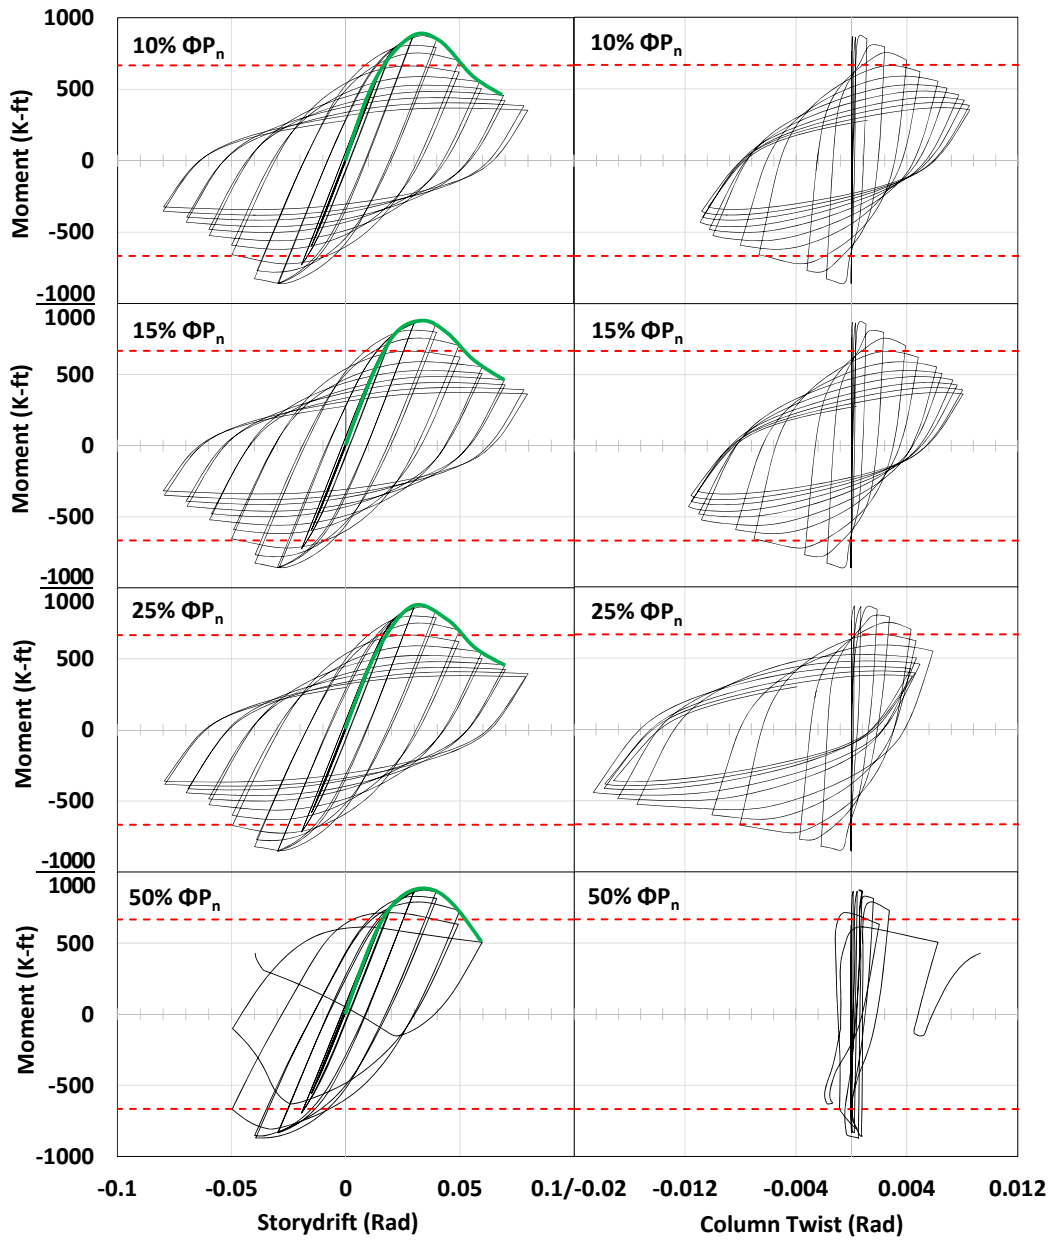 1000
500
0
-500
-1000
Moment (K-ft)
10% ΦPn
10% ΦPn
1000
500
0
-500
-1000
Moment (K-ft)
15% ΦPn
15% ΦPn
1000
500
0
-500
-1000
Moment (K-ft)
25% ΦPn
25% ΦPn
1000
500
0
-500
-1000
Moment (K-ft)
50% ΦPn
50% ΦPn
-0.1 -0.05 0 0.05 0.1/-0.02 -0.012 -0.004 0.004 0.012
Storydrift (Rad) Column Twist (Rad)